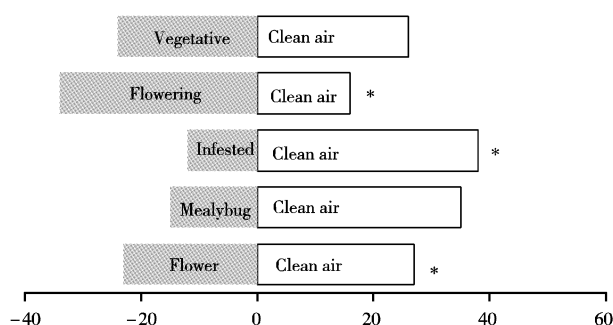 Vegetative Clean air
Flowering Clean air *
Infested Clean air *
Mealybug Clean air
Flower Clean air *
−40 −20 0 20 40 60